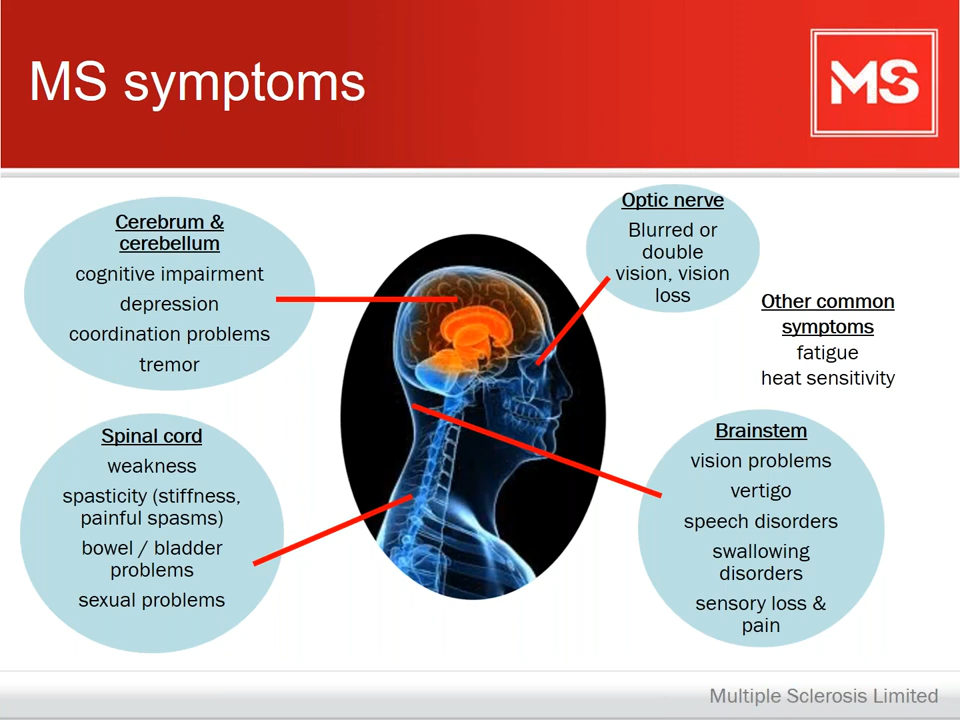 MS symptoms
MS
Cerebrum &
cerebellum
cognitive impairment
depression
coordination problems
tremor
Optic nerve
Blurred or
double
vision, vision
loss
Other common
symptoms
fatigue
heat sensitivity
Spinal cord
weakness
spasticity (stiffness,
painful spasms)
bowel / bladder
problems
sexual problems
Brainstem
vision problems
vertigo
speech disorders
swallowing
disorders
sensory loss &
pain
Multiple Sclerosis Limited